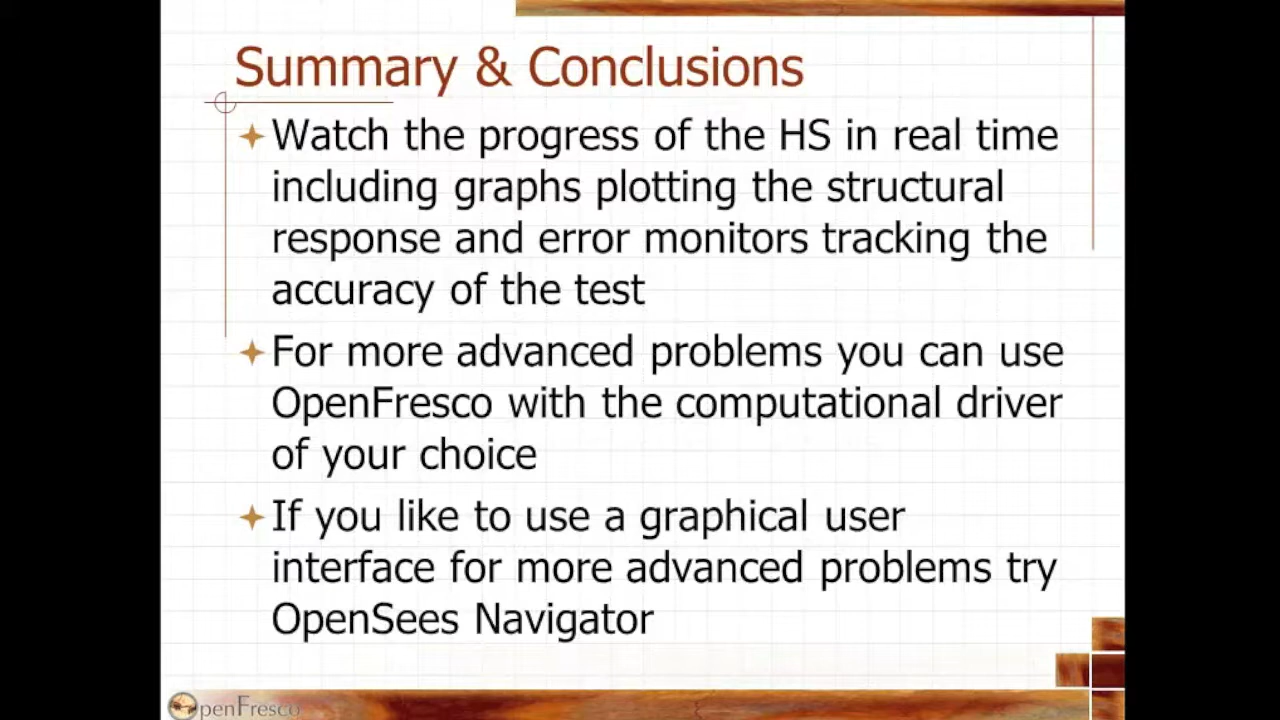 Summary & Conclusions
Watch the progress of the HS in real time
including graphs plotting the structural
response and error monitors tracking the
accuracy of the test
For more advanced problems you can use
OpenFresco with the computational driver
of your choice
If you like to use a graphical user
interface for more advanced problems try
OpenSees Navigator
OpenFresco